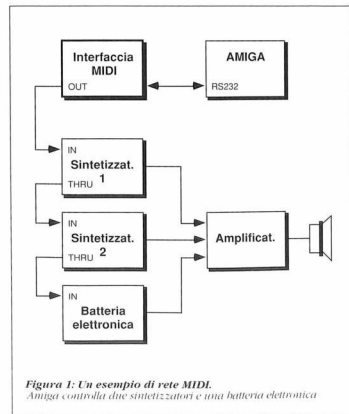 Interfaccia
MIDI
OUT
AMIGA
RS232
IN
Sintetizzat.
1
THRU
IN
Sintetizzat.
2
THRU
Amplificat.
IN
Batteria
elettronica
Figura 1: Un esempio di rete MIDI.
Amiga controlla due sintetizzatori e una batteria elettronica